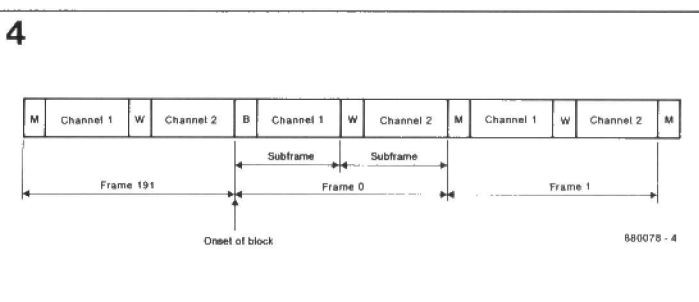 4
M Channel 1 W Channel 2 B Channel 1 W Channel 2 M Channel 1 W Channel 2 M
Subframe Subframe
Frame 191 Frame 0 Frame 1
Onset of block
880078 - 4